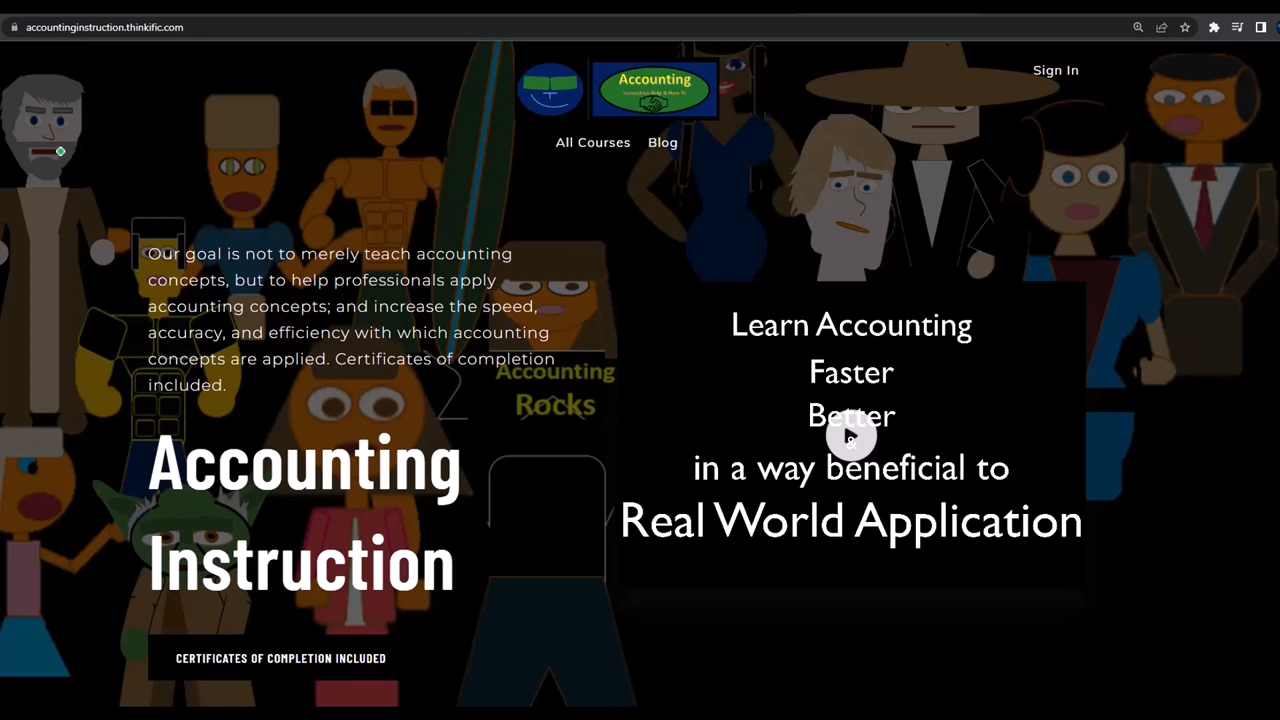 accountinginstruction.thinkific.com
Accounting
Sign In
All Courses Blog
Our goal is not to merely teach accounting
concepts, but to help professionals apply
accounting concepts; and increase the speed,
accuracy, and efficiency with which accounting
concepts are applied. Certificates of completion
included.
Accounting
Rocks
Accounting
Instruction
CERTIFICATES OF COMPLETION INCLUDED
Learn Accounting
Faster
Better
&
in a way beneficial to
Real World Application